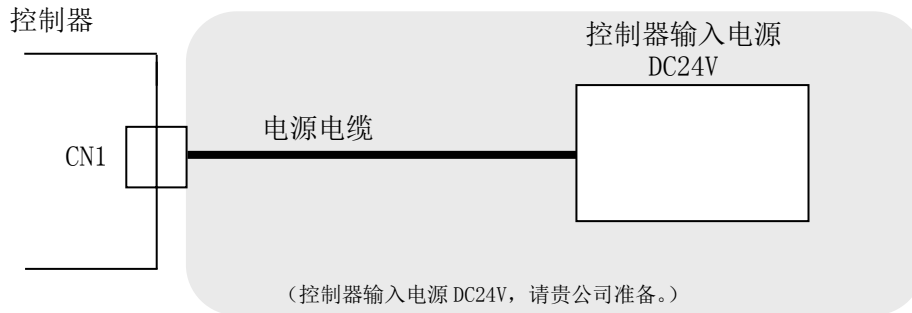 控制器
控制器输入电源
DC24V
电源电缆
CN1
（控制器输入电源 DC24V，请贵公司准备。）